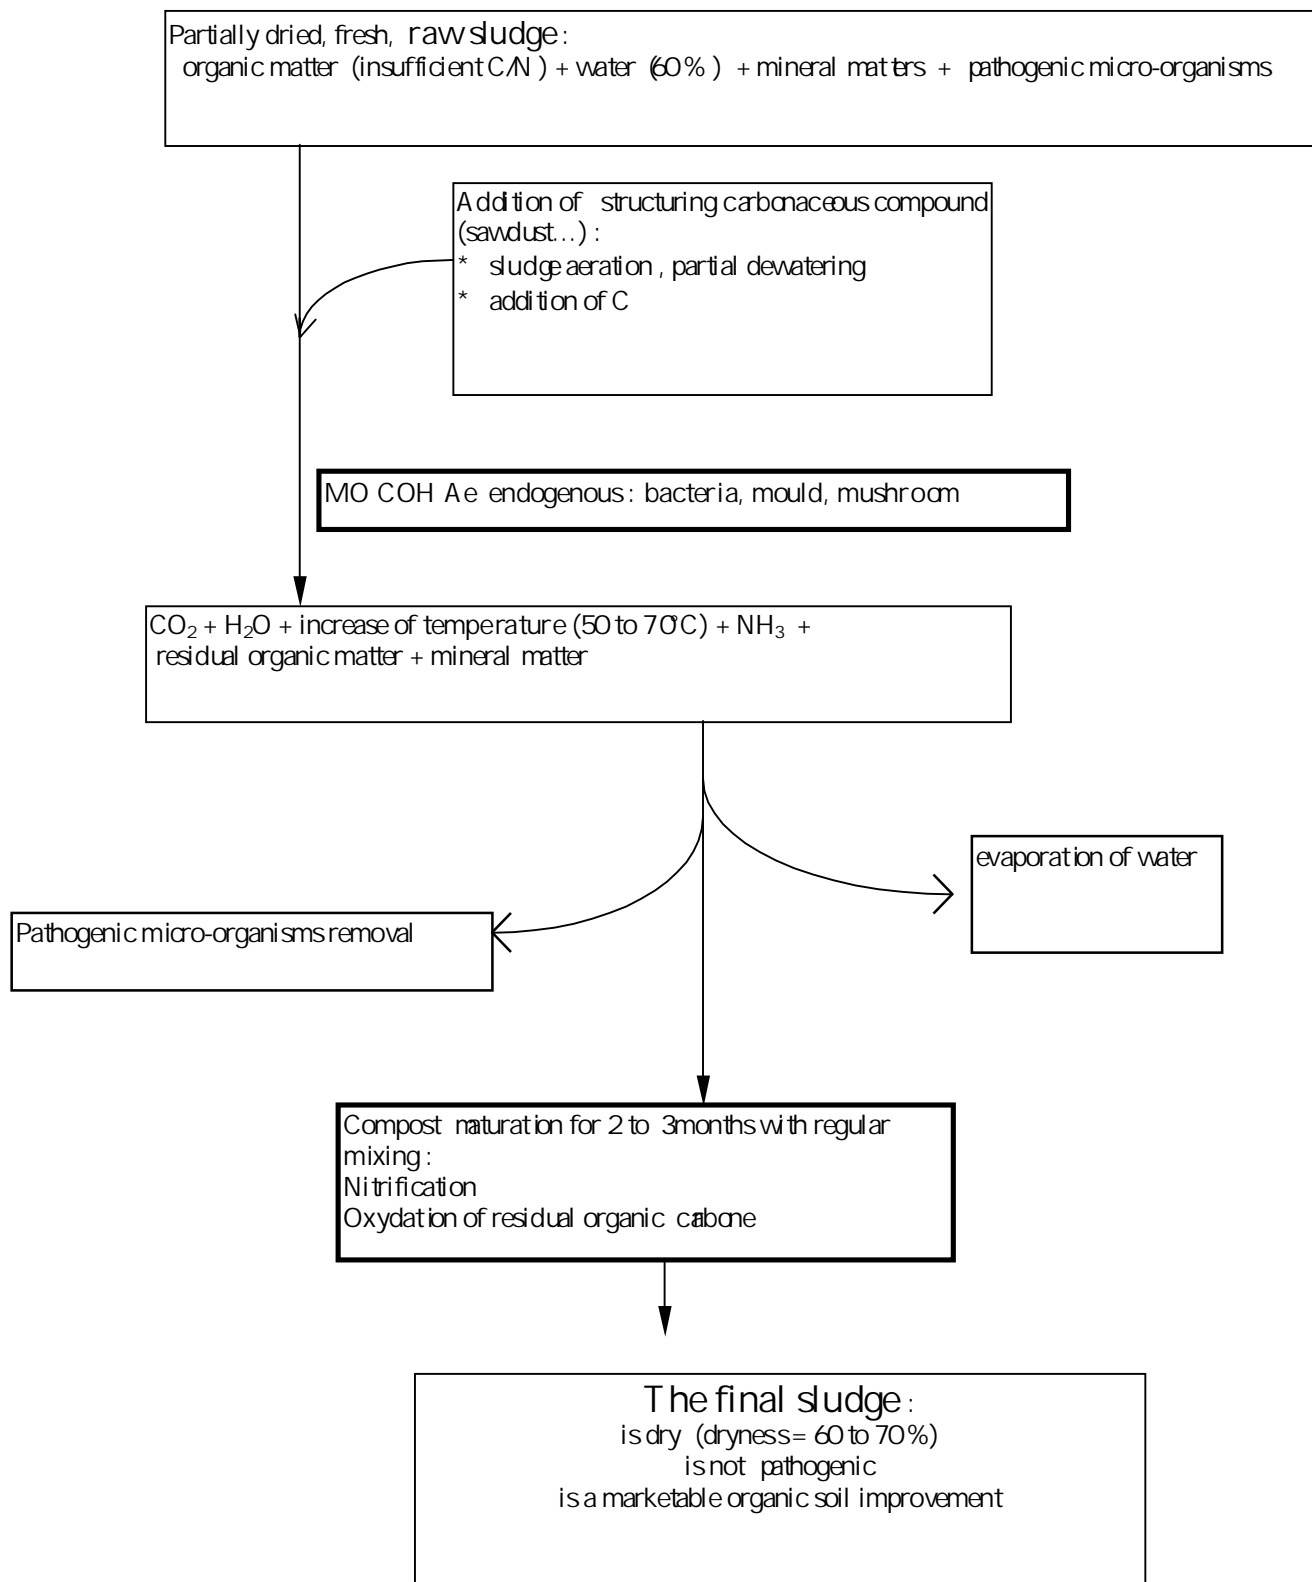 Partially dried, fresh, raw sludge :
organic matter (insufficient C/N ) + water (60 % ) + mineral matters + pathogenic micro-organisms
Addition of structuring carbonaceous compound
(sawdust…) :
* sludge aeration , partial dewatering
* addition of C
MO COH Ae endogenous : bacteria, mould, mushroom
CO₂ + H₂O + increase of temperature (50 to 70°C) + NH₃ +
residual organic matter + mineral matter
evaporation of water
Pathogenic micro-organisms removal
Compost maturation for 2 to 3 months with regular
mixing :
Nitrification
Oxydation of residual organic carbone
The final sludge :
is dry (dryness = 60 to 70 %)
is not pathogenic
is a marketable organic soil improvement